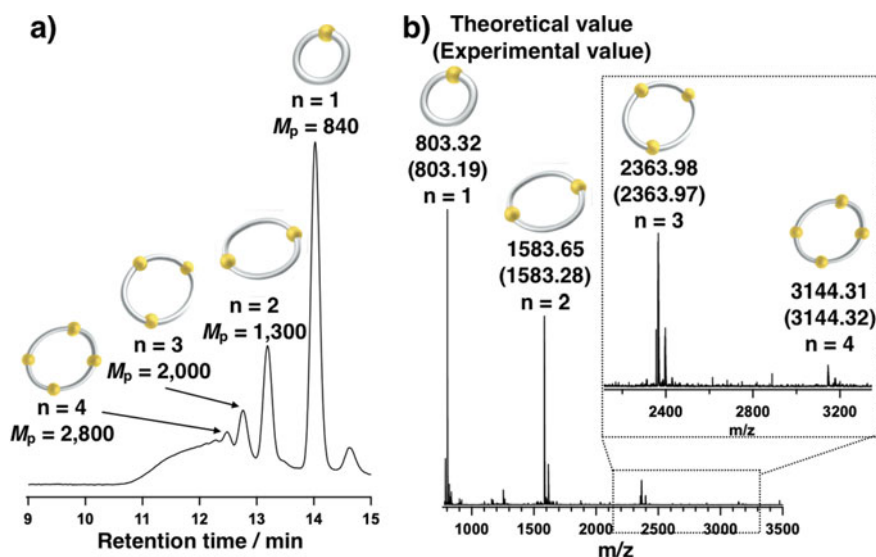 a)
n = 1
Mp = 840
n = 2
Mp = 1,300
n = 3
Mp = 2,000
n = 4
Mp = 2,800
9 10 11 12 13 14 15
Retention time / min
b) Theoretical value
(Experimental value)
803.32
(803.19)
n = 1
1583.65
(1583.28)
n = 2
2363.98
(2363.97)
n = 3
3144.31
(3144.32)
n = 4
2400 2800 3200
m/z
1000 1500 2000 2500 3000 3500
m/z